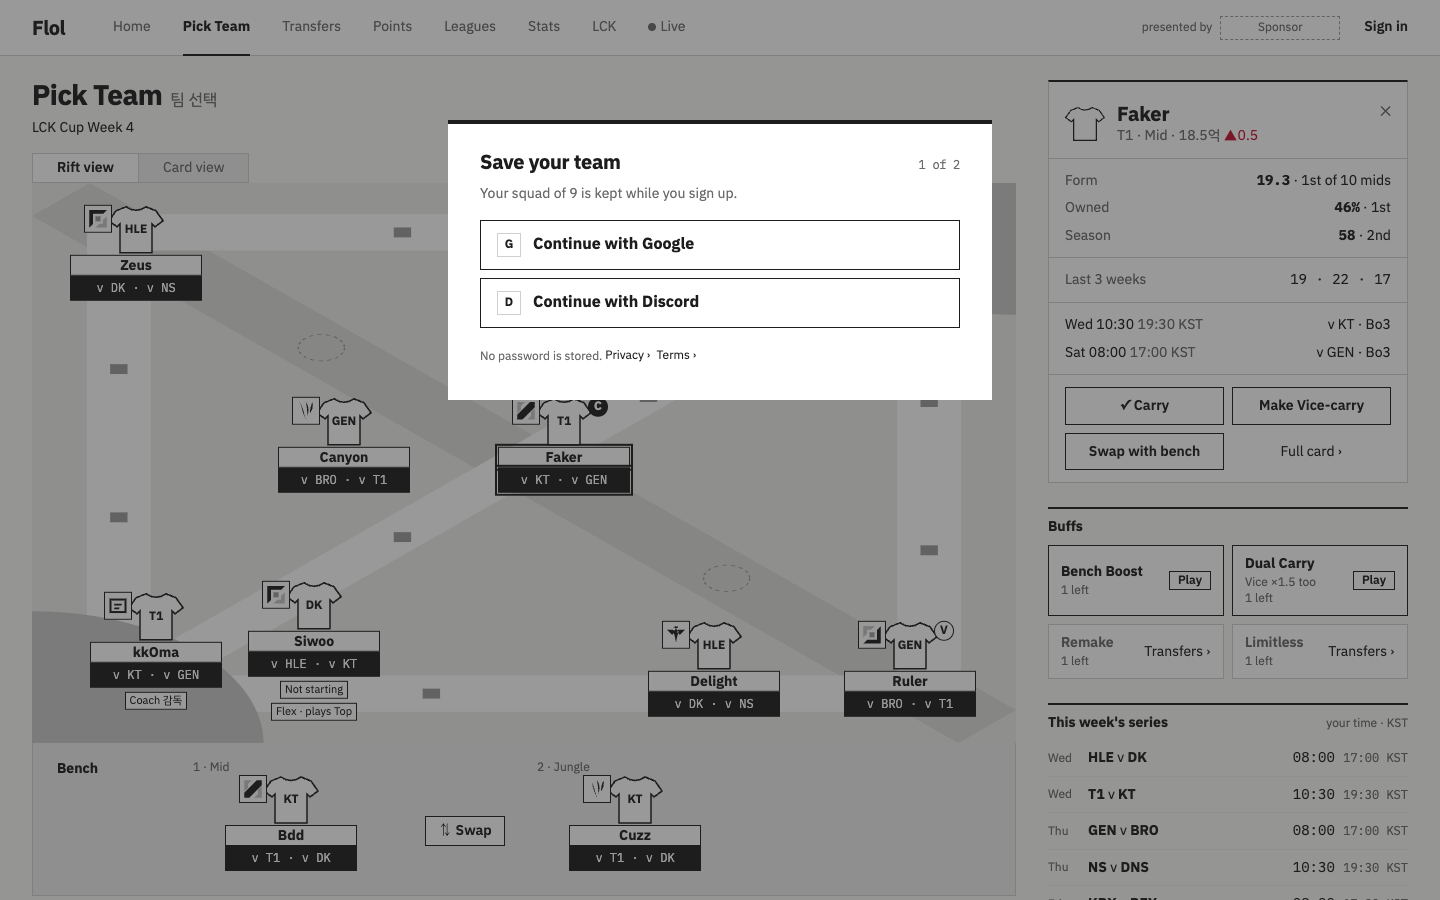 Flol
Home
Pick Team
Transfers
Points
Leagues
Stats
LCK
Live
presented by
Sponsor
Sign in
Pick Team 팀 선택
LCK Cup Week 4
Rift view
Card view
Save your team
1 of 2
Your squad of 9 is kept while you sign up.
G Continue with Google
D Continue with Discord
No password is stored. Privacy › Terms ›
HLE
Zeus
v DK · v NS
GEN
Canyon
v BRO · v T1
T1
C
Faker
v KT · v GEN
T1
kkOma
v KT · v GEN
Coach 감독
DK
Siwoo
v HLE · v KT
Not starting
Flex · plays Top
HLE
Delight
v DK · v NS
GEN
V
Ruler
v BRO · v T1
Bench
1 · Mid
KT
Bdd
v T1 · v DK
⇅ Swap
2 · Jungle
KT
Cuzz
v T1 · v DK
Faker
T1 · Mid · 18.5억 ▲0.5
Form 19.3 · 1st of 10 mids
Owned 46% · 1st
Season 58 · 2nd
Last 3 weeks 19 · 22 · 17
Wed 10:30 19:30 KST v KT · Bo3
Sat 08:00 17:00 KST v GEN · Bo3
✓ Carry
Make Vice-carry
Swap with bench
Full card ›
Buffs
Bench Boost
1 left
Play
Dual Carry
Vice ×1.5 too
1 left
Play
Remake
1 left
Transfers ›
Limitless
1 left
Transfers ›
This week's series
your time · KST
Wed HLE v DK 08:00 17:00 KST
Wed T1 v KT 10:30 19:30 KST
Thu GEN v BRO 08:00 17:00 KST
Thu NS v DNS 10:30 19:30 KST